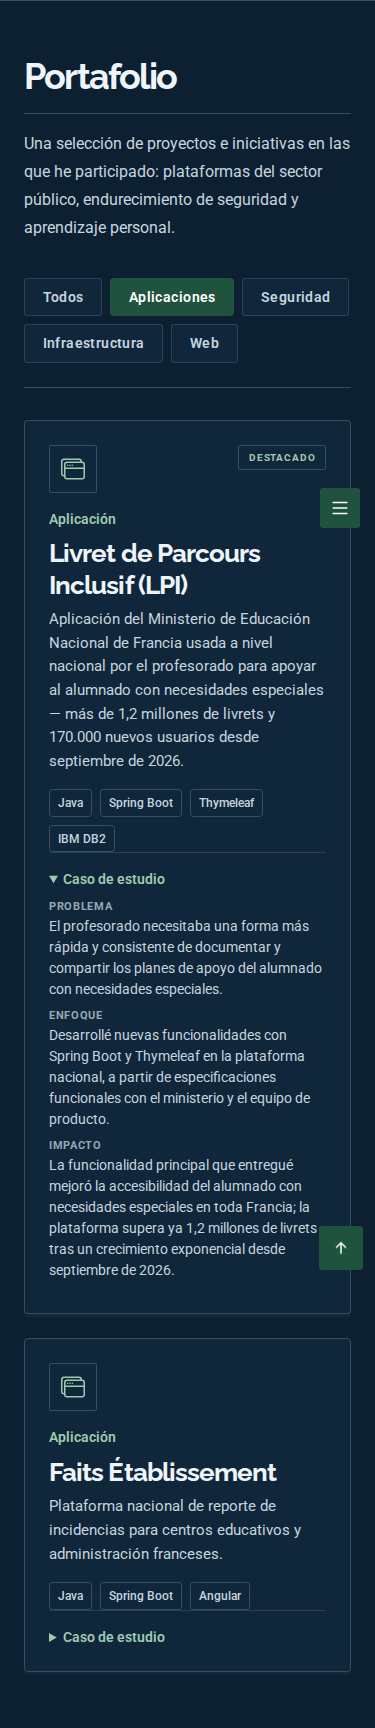 Portafolio
Una selección de proyectos e iniciativas en las
que he participado: plataformas del sector
público, endurecimiento de seguridad y
aprendizaje personal.
Todos Aplicaciones Seguridad
Infraestructura Web
DESTACADO
Aplicación
Livret de Parcours
Inclusif (LPI)
Aplicación del Ministerio de Educación
Nacional de Francia usada a nivel
nacional por el profesorado para apoyar
al alumnado con necesidades especiales
— más de 1,2 millones de livrets y
170.000 nuevos usuarios desde
septiembre de 2026.
Java Spring Boot Thymeleaf
IBM DB2
▼ Caso de estudio
PROBLEMA
El profesorado necesitaba una forma más
rápida y consistente de documentar y
compartir los planes de apoyo del alumnado
con necesidades especiales.
ENFOQUE
Desarrollé nuevas funcionalidades con
Spring Boot y Thymeleaf en la plataforma
nacional, a partir de especificaciones
funcionales con el ministerio y el equipo de
producto.
IMPACTO
La funcionalidad principal que entregué
mejoró la accesibilidad del alumnado con
necesidades especiales en toda Francia; la
plataforma supera ya 1,2 millones de livrets
tras un crecimiento exponencial desde
septiembre de 2026.
Aplicación
Faits Établissement
Plataforma nacional de reporte de
incidencias para centros educativos y
administración franceses.
Java Spring Boot Angular
▶ Caso de estudio